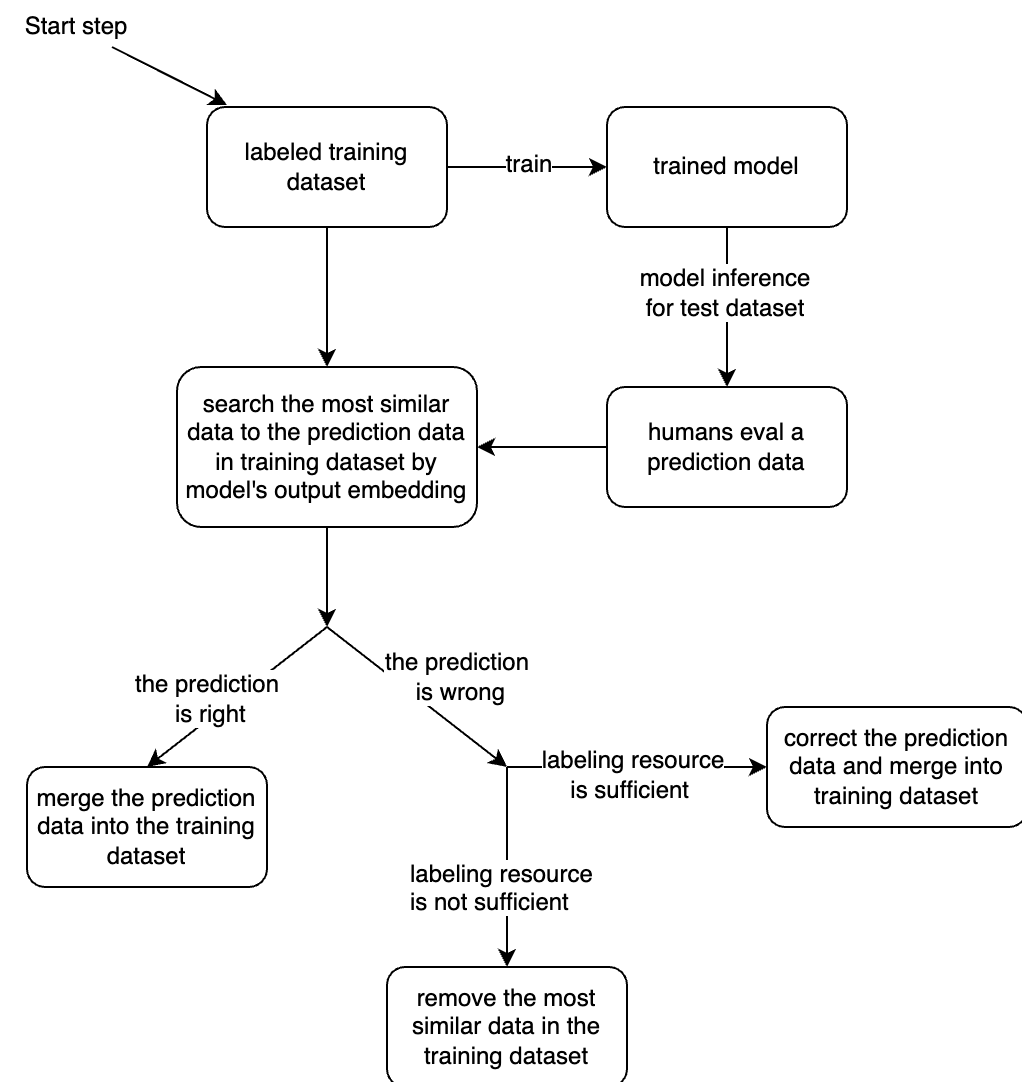 Start step
labeled training
dataset
train
trained model
model inference
for test dataset
search the most similar
data to the prediction data
in training dataset by
model's output embedding
humans eval a
prediction data
the prediction
is right
the prediction
is wrong
labeling resource
is sufficient
correct the prediction
data and merge into
training dataset
merge the prediction
data into the training
dataset
labeling resource
is not sufficient
remove the most
similar data in the
training dataset